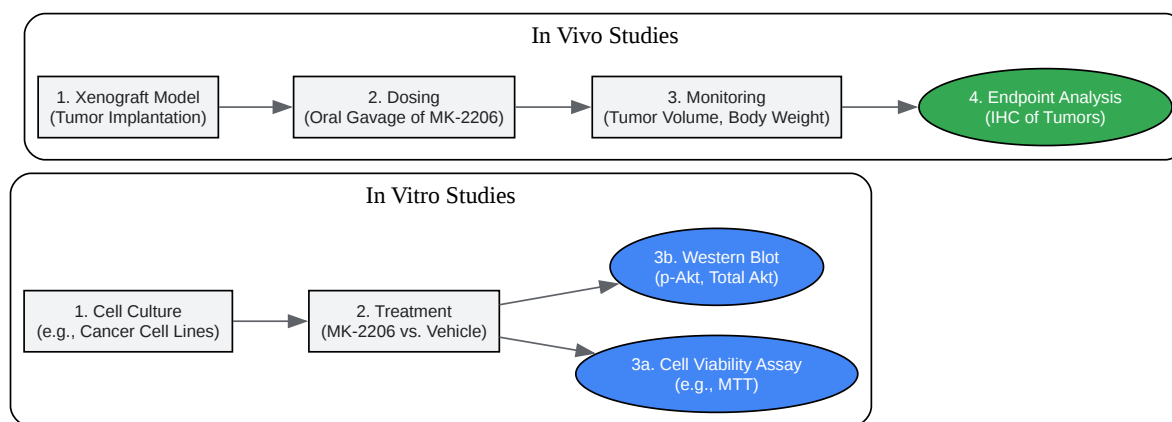 In Vivo Studies
1. Xenograft Model
(Tumor Implantation)
2. Dosing
(Oral Gavage of MK-2206)
3. Monitoring
(Tumor Volume, Body Weight)
4. Endpoint Analysis
(IHC of Tumors)
In Vitro Studies
1. Cell Culture
(e.g., Cancer Cell Lines)
2. Treatment
(MK-2206 vs. Vehicle)
3b. Western Blot
(p-Akt, Total Akt)
3a. Cell Viability Assay
(e.g., MTT)